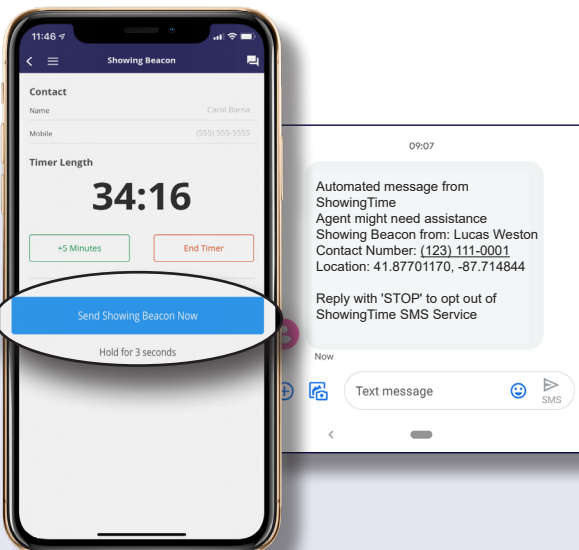 11:46
Showing Beacon
Contact
Name Carol Barna
Mobile (555) 555-5555
Timer Length
34:16
+5 Minutes End Timer
Send Showing Beacon Now
Hold for 3 seconds
09:07
Automated message from
ShowingTime
Agent might need assistance
Showing Beacon from: Lucas Weston
Contact Number: (123) 111-0001
Location: 41.87701170, -87.714844
Reply with 'STOP' to opt out of
ShowingTime SMS Service
Now
Text message
SMS